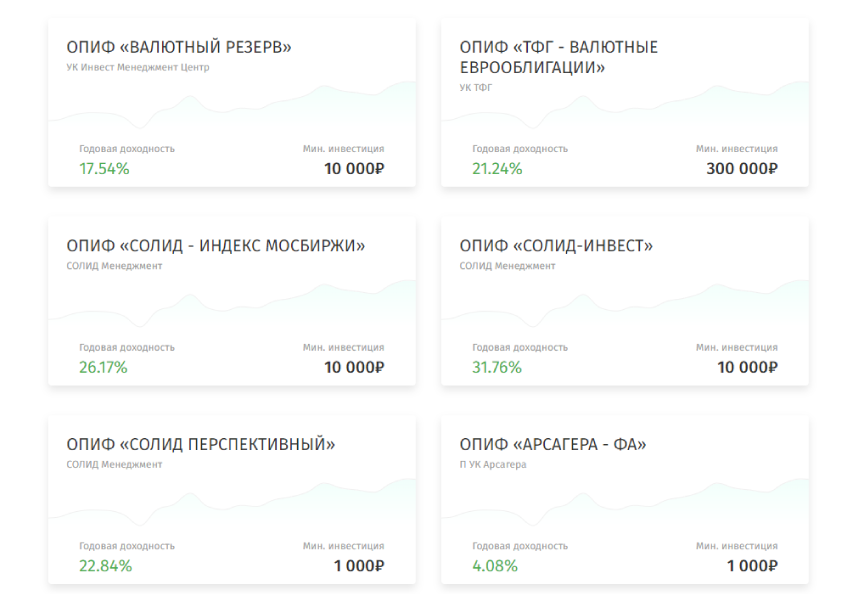 ОПИФ «ВАЛЮТНЫЙ РЕЗЕРВ»
УК Инвест Менеджмент Центр
Годовая доходность
Мин. инвестиция
17.54%
10 000₽
ОПИФ «ТФГ - ВАЛЮТНЫЕ
ЕВРООБЛИГАЦИИ»
УК ТФГ
Годовая доходность
Мин. инвестиция
21.24%
300 000₽
ОПИФ «СОЛИД - ИНДЕКС МОСБИРЖИ»
СОЛИД Менеджмент
Годовая доходность
Мин. инвестиция
26.17%
10 000₽
ОПИФ «СОЛИД-ИНВЕСТ»
СОЛИД Менеджмент
Годовая доходность
Мин. инвестиция
31.76%
10 000₽
ОПИФ «СОЛИД ПЕРСПЕКТИВНЫЙ»
СОЛИД Менеджмент
Годовая доходность
Мин. инвестиция
22.84%
1 000₽
ОПИФ «АРСАГЕРА - ФА»
П УК Арсагера
Годовая доходность
Мин. инвестиция
4.08%
1 000₽